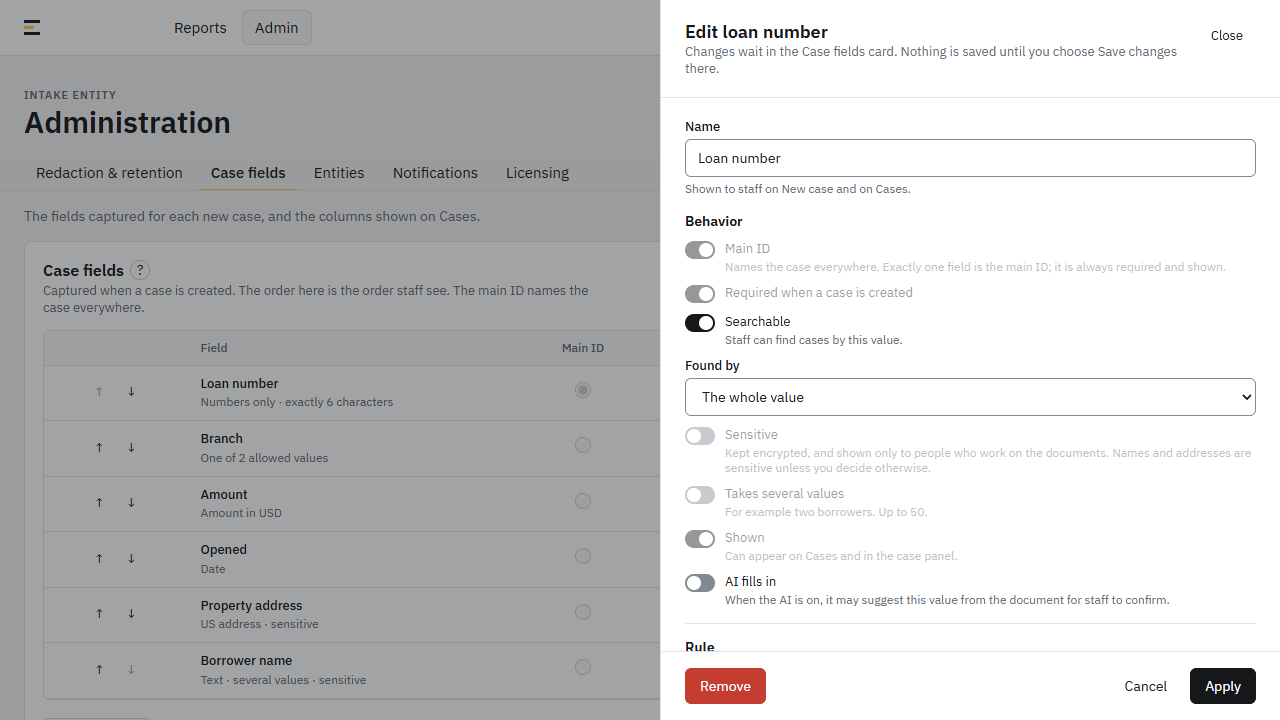 Reports
Admin
INTAKE ENTITY
Administration
Redaction & retention
Case fields
Entities
Notifications
Licensing
The fields captured for each new case, and the columns shown on Cases.
Case fields
?
Captured when a case is created. The order here is the order staff see. The main ID names the
case everywhere.
Field
Main ID
↑ ↓
Loan number
Numbers only · exactly 6 characters
↑ ↓
Branch
One of 2 allowed values
↑ ↓
Amount
Amount in USD
↑ ↓
Opened
Date
↑ ↓
Property address
US address · sensitive
↑ ↓
Borrower name
Text · several values · sensitive
Edit loan number
Changes wait in the Case fields card. Nothing is saved until you choose Save changes
there.
Close
Name
Loan number
Shown to staff on New case and on Cases.
Behavior
Main ID
Names the case everywhere. Exactly one field is the main ID; it is always required and shown.
Required when a case is created
Searchable
Staff can find cases by this value.
Found by
The whole value
Sensitive
Kept encrypted, and shown only to people who work on the documents. Names and addresses are
sensitive unless you decide otherwise.
Takes several values
For example two borrowers. Up to 50.
Shown
Can appear on Cases and in the case panel.
AI fills in
When the AI is on, it may suggest this value from the document for staff to confirm.
Rule
Remove
Cancel
Apply